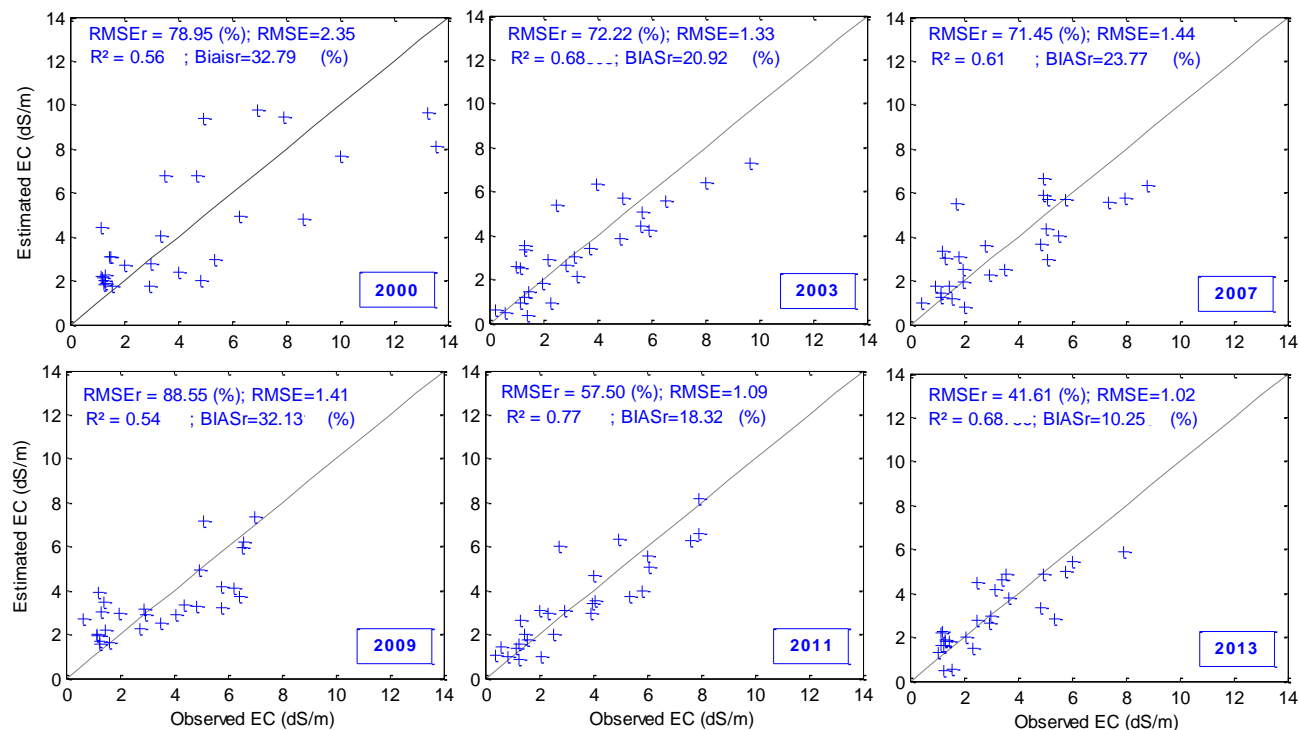 RMSEr = 78.95 (%); RMSE=2.35
R² = 0.56 ; Biaisr=32.79 (%)
14
12
10
8
6
4
2
0
Estimated EC (dS/m)
2000
0 2 4 6 8 10 12 14
RMSEr = 72.22 (%); RMSE=1.33
R² = 0.68 ; BIASr=20.92 (%)
14
12
10
8
6
4
2
0
2003
0 2 4 6 8 10 12 14
RMSEr = 71.45 (%); RMSE=1.44
R² = 0.61 ; BIASr=23.77 (%)
14
12
10
8
6
4
2
0
2007
0 2 4 6 8 10 12 14
RMSEr = 88.55 (%); RMSE=1.41
R² = 0.54 ; BIASr=32.13 (%)
14
12
10
8
6
4
2
0
Estimated EC (dS/m)
2009
0 2 4 6 8 10 12 14
Observed EC (dS/m)
RMSEr = 57.50 (%); RMSE=1.09
R² = 0.77 ; BIASr=18.32 (%)
14
12
10
8
6
4
2
0
2011
0 2 4 6 8 10 12 14
Observed EC (dS/m)
RMSEr = 41.61 (%); RMSE=1.02
R² = 0.68 ; BIASr=10.25 (%)
14
12
10
8
6
4
2
0
2013
0 2 4 6 8 10 12 14
Observed EC (dS/m)